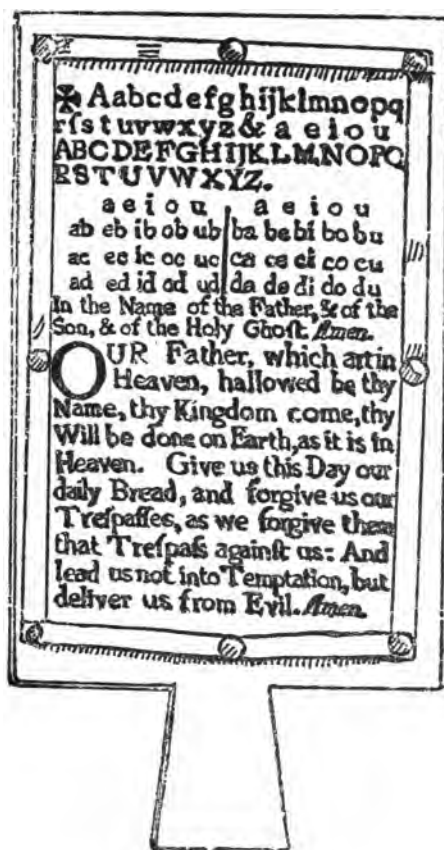 ✠ Aabcdefghijklmnopq
rſstuvwxyz& a e i o u
ABCDEFGHIJKLMNOPQ
RSTUVWXYZ.
a e i o u | a e i o u
ab eb ib ob ub | ba be bi bo bu
ac ec ic oc uc | ca ce ci co cu
ad ed id od ud | da de di do du
In the Name of the Father, & of the
Son, & of the Holy Ghoſt. Amen.
OUR Father, which art in
Heaven, hallowed be thy
Name, thy Kingdom come, thy
Will be done on Earth, as it is in
Heaven. Give us this Day our
daily Bread, and forgive us our
Treſpaſſes, as we forgive them
that Treſpaſs againſt us: And
lead us not into Temptation, but
deliver us from Evil. Amen.